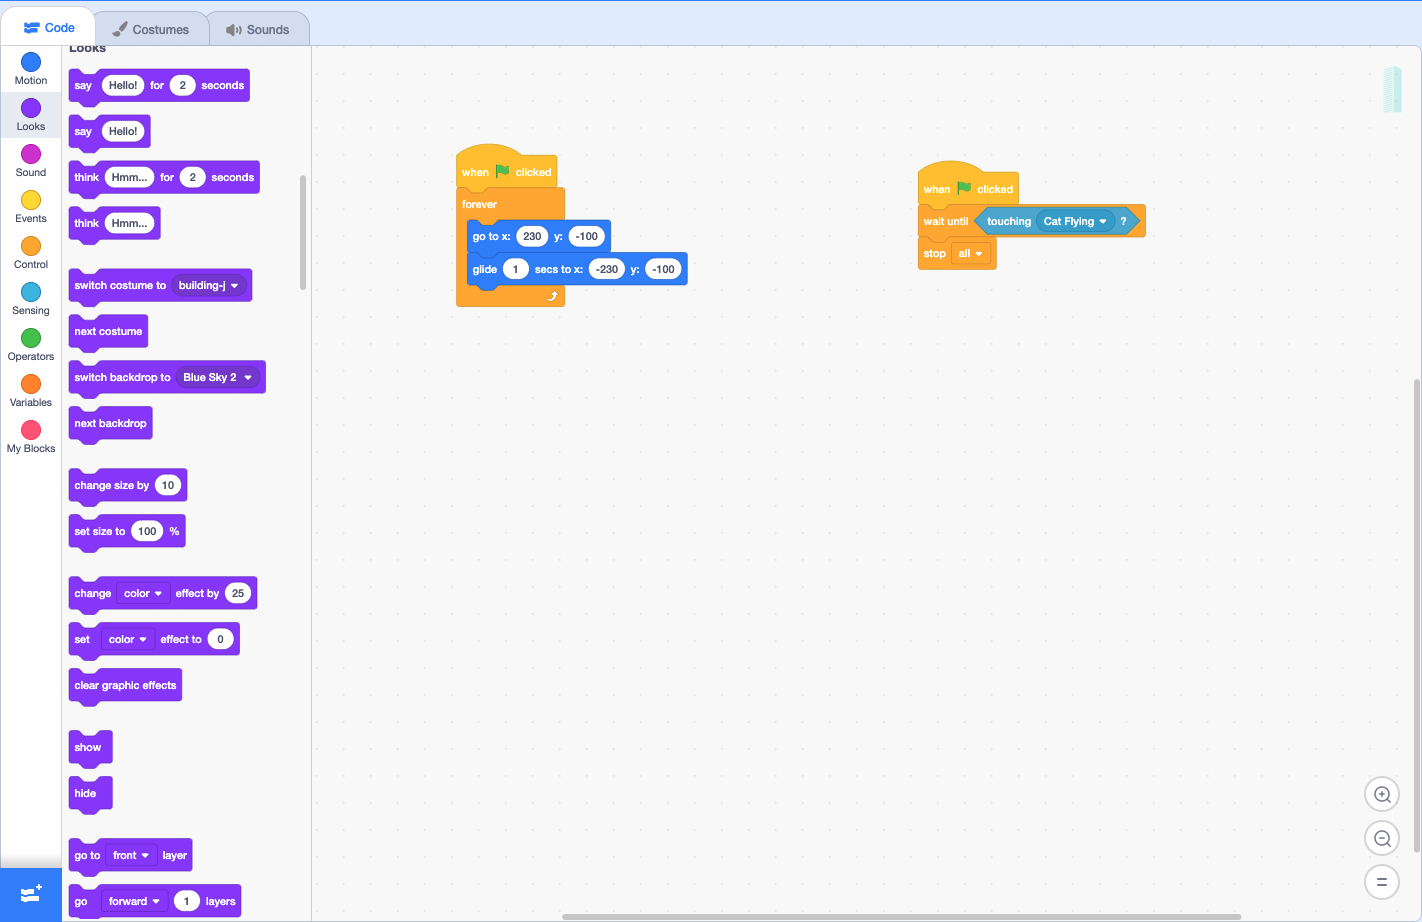 Code
Costumes
Sounds
Motion
Looks
Sound
Events
Control
Sensing
Operators
Variables
My Blocks
Looks
say Hello! for 2 seconds
say Hello!
think Hmm... for 2 seconds
think Hmm...
switch costume to building-j
next costume
switch backdrop to Blue Sky 2
next backdrop
change size by 10
set size to 100 %
change color effect by 25
set color effect to 0
clear graphic effects
show
hide
go to front layer
go forward 1 layers
when clicked
forever
go to x: 230 y: -100
glide 1 secs to x: -230 y: -100
when clicked
wait until touching Cat Flying ?
stop all